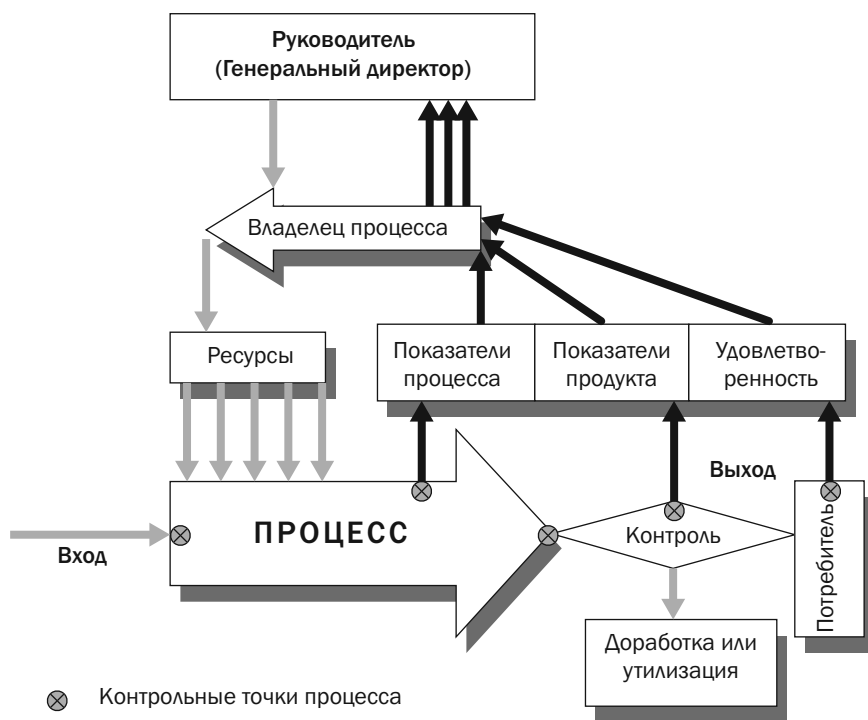 Руководитель
(Генеральный директор)
Владелец процесса
Ресурсы
Показатели
процесса
Показатели
продукта
Удовлетво-
ренность
Выход
ПРОЦЕСС
Вход
Контроль
Потребитель
Доработка или
утилизация
Контрольные точки процесса